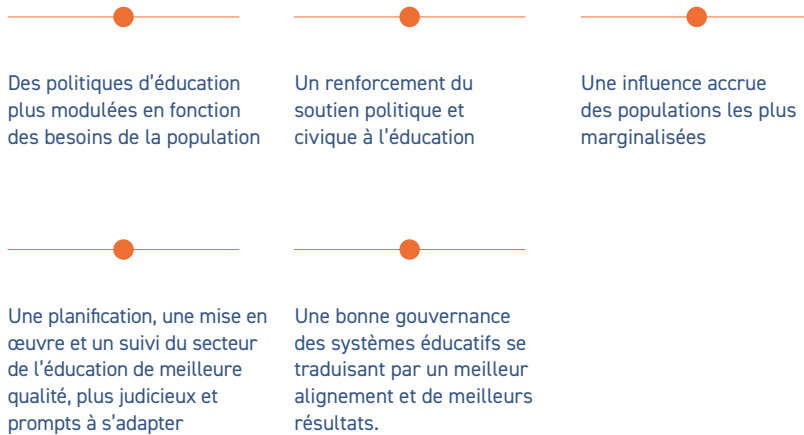 Des politiques d'éducation
plus modulées en fonction
des besoins de la population
Un renforcement du
soutien politique et
civique à l'éducation
Une influence accrue
des populations les plus
marginalisées
Une planification, une mise en
œuvre et un suivi du secteur
de l'éducation de meilleure
qualité, plus judicieux et
prompts à s'adapter
Une bonne gouvernance
des systèmes éducatifs se
traduisant par un meilleur
alignement et de meilleurs
résultats.